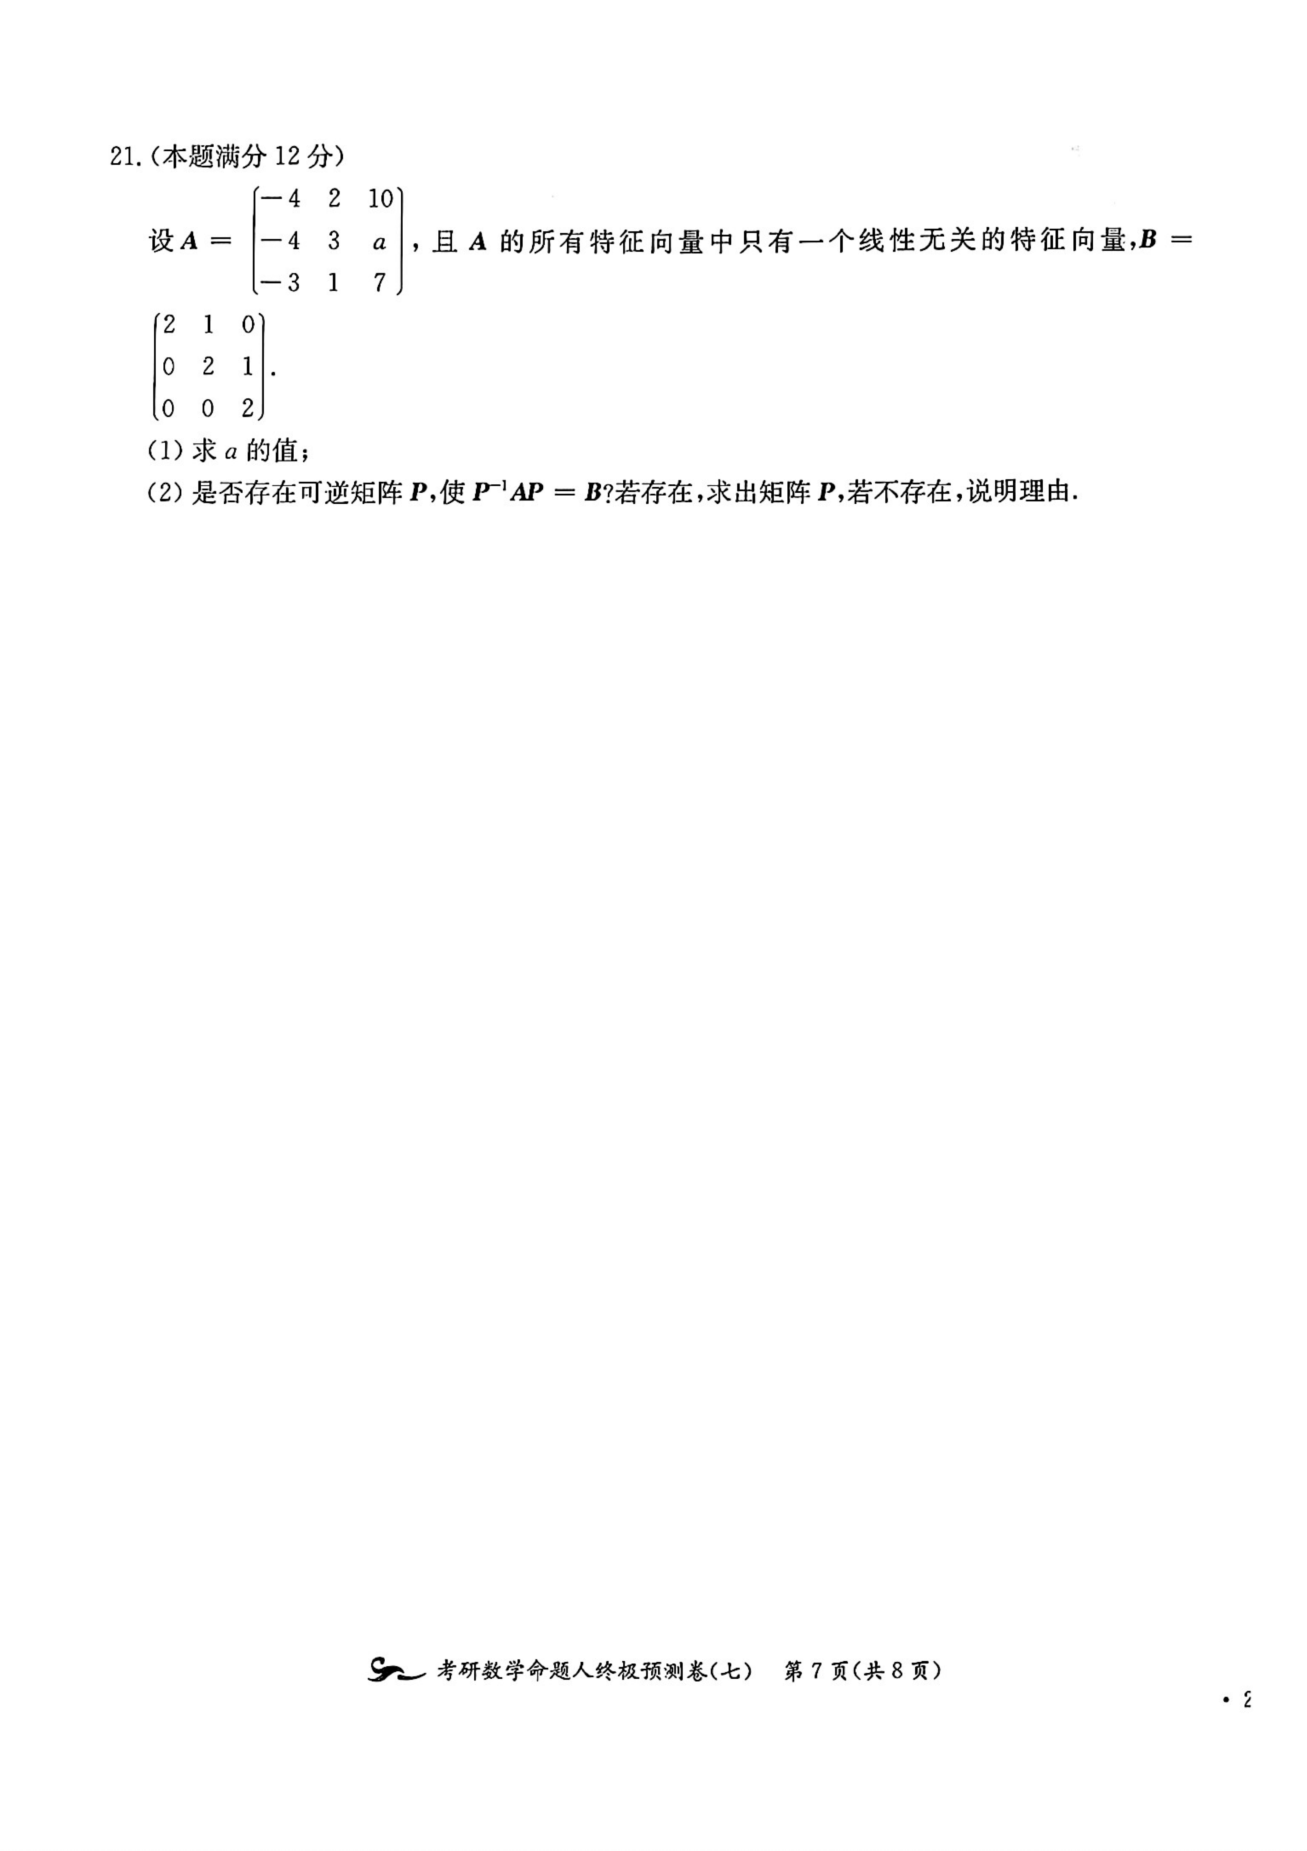 21.(本题满分 12 分)
设 A = (−4 2 10
−4 3 a
−3 1 7), 且 A 的所有特征向量中只有一个线性无关的特征向量,B =
(2 1 0
0 2 1
0 0 2).
(1) 求 a 的值;
(2) 是否存在可逆矩阵 P,使 P⁻¹AP = B?若存在,求出矩阵 P,若不存在,说明理由.
考研数学命题人终极预测卷(七) 第 7 页(共 8 页)
· 2